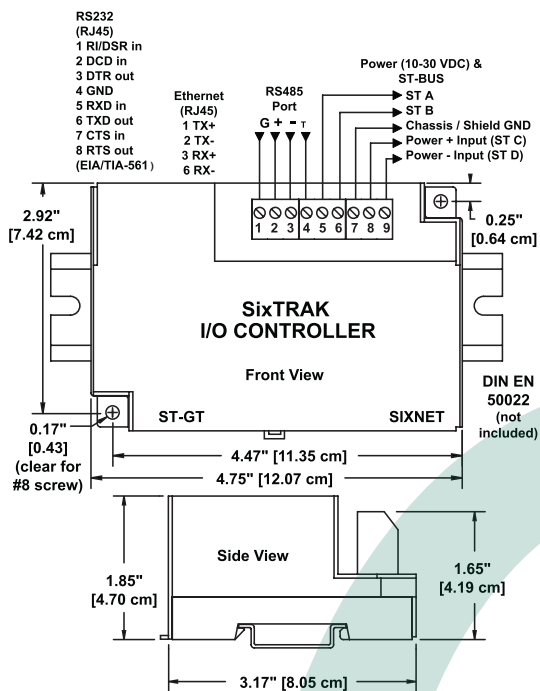 RS232
(RJ45)
1 RI/DSR in
2 DCD in
3 DTR out
4 GND
5 RXD in
6 TXD out
7 CTS in
8 RTS out
(EIA/TIA-561)
Ethernet
(RJ45)
1 TX+
2 TX-
3 RX+
6 RX-
RS485
Port
G + - T
Power (10-30 VDC) &
ST-BUS
ST A
ST B
Chassis / Shield GND
Power + Input (ST C)
Power - Input (ST D)
1 2 3 4 5 6 7 8 9
2.92"
[7.42 cm]
0.25"
[0.64 cm]
SixTRAK
I/O CONTROLLER
Front View
ST-GT
SIXNET
DIN EN
50022
(not
included)
0.17"
[0.43]
(clear for
#8 screw)
4.47" [11.35 cm]
4.75" [12.07 cm]
Side View
1.85"
[4.70 cm]
1.65"
[4.19 cm]
3.17" [8.05 cm]